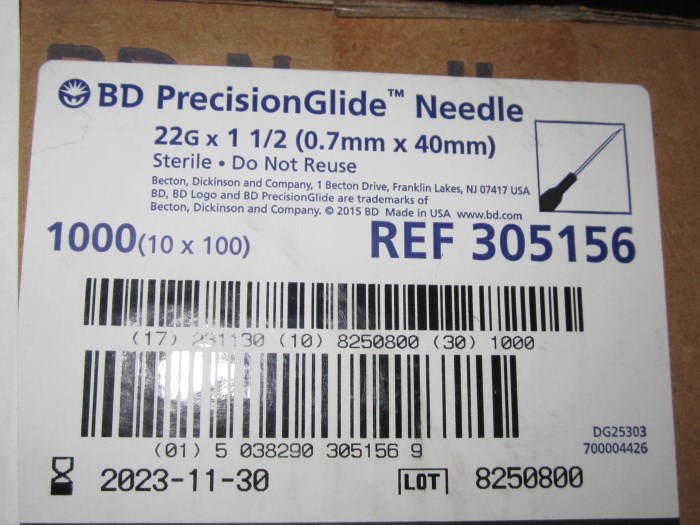 BD PrecisionGlide™ Needle
22G x 1 1/2 (0.7mm x 40mm)
Sterile • Do Not Reuse
Becton, Dickinson and Company, 1 Becton Drive, Franklin Lakes, NJ 07417 USA
BD, BD Logo and BD PrecisionGlide are trademarks of
Becton, Dickinson and Company. © 2015 BD Made in USA www.bd.com
1000(10 x 100)
REF 305156
(17) 231130 (10) 8250800 (30) 1000
(01) 5 038290 305156 9
DG25303
700004426
2023-11-30
LOT 8250800